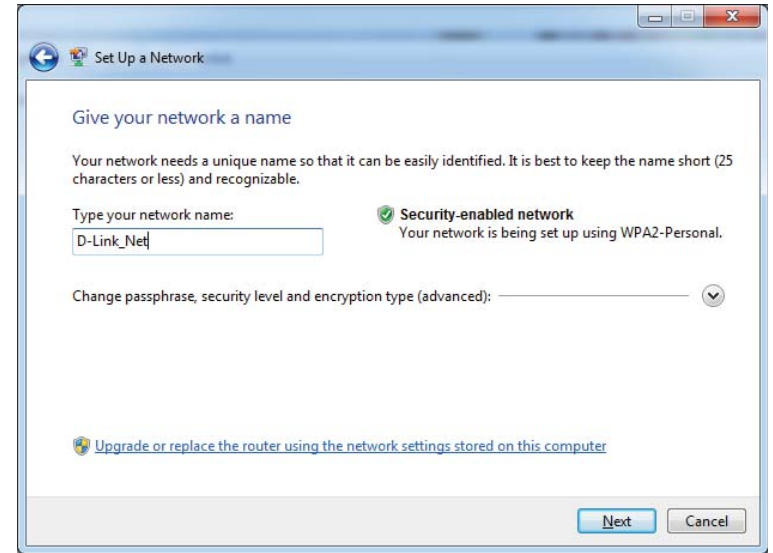 Set Up a Network
Give your network a name
Your network needs a unique name so that it can be easily identified. It is best to keep the name short (25
characters or less) and recognizable.
Type your network name:
D-Link_Net
Security-enabled network
Your network is being set up using WPA2-Personal.
Change passphrase, security level and encryption type (advanced):
Upgrade or replace the router using the network settings stored on this computer
Next
Cancel